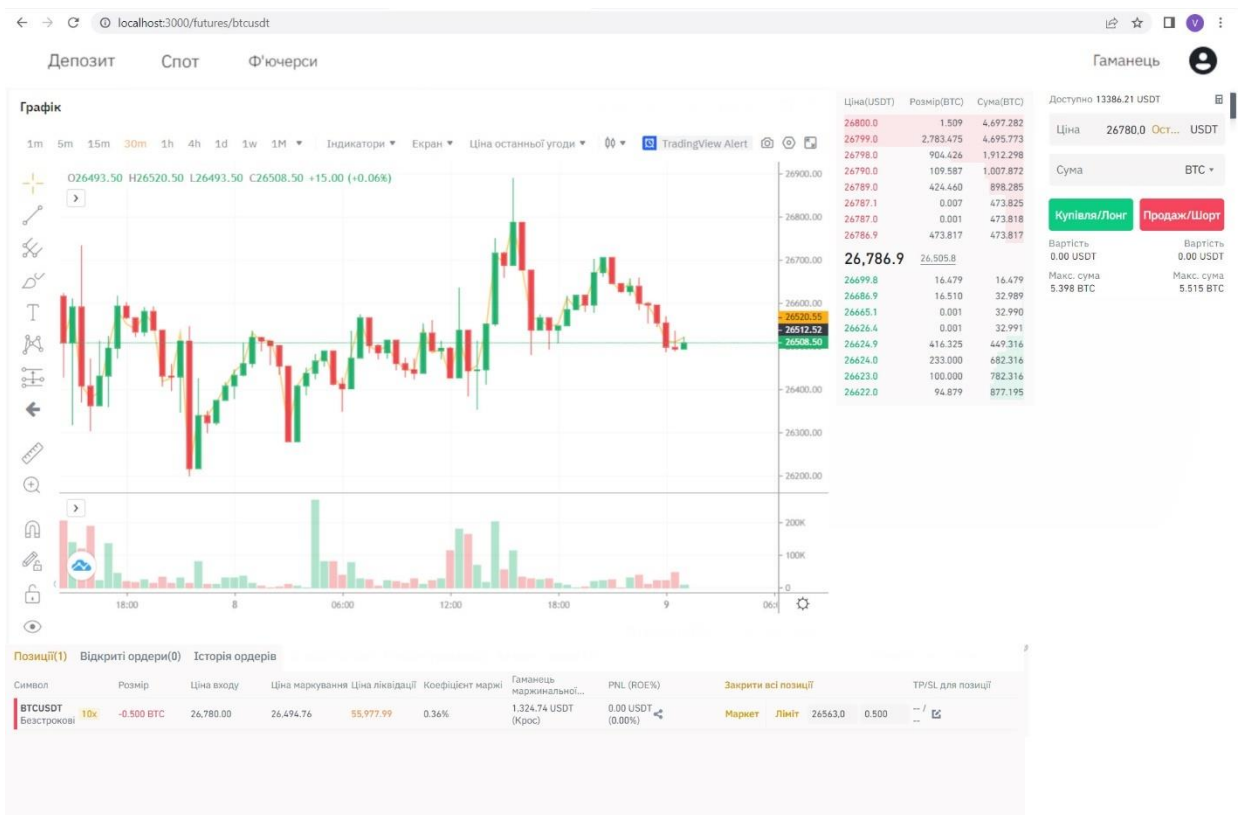 localhost:3000/futures/btcusdt
V
Депозит Спот Ф'ючерси Гаманець
Графік
1m 5m 15m 30m 1h 4h 1d 1w 1M Індикатори Екран Ціна останньої угоди TradingView Alert
O26493.50 H26520.50 L26493.50 C26508.50 +15.00 (+0.06%)
26900.00
26800.00
26700.00
26600.00
26520.55
26512.52
26508.50
26400.00
26300.00
26200.00
200K
100K
0
18:00 8 06:00 12:00 18:00 9
Ціна(USDT) Розмір(BTC) Сума(BTC)
26800.0 1.509 4,697.282
26799.0 2,783.475 4,695.773
26798.0 904.426 1,912.298
26790.0 109.587 1,007.872
26789.0 424.460 898.285
26787.1 0.007 473.825
26787.0 0.001 473.818
26786.9 473.817 473.817
26,786.9 26,505.8
26699.8 16.479 16.479
26686.9 16.510 32.989
26665.1 0.001 32.990
26626.4 0.001 32.991
26624.9 416.325 449.316
26624.0 233.000 682.316
26623.0 100.000 782.316
26622.0 94.879 877.195
Доступно 13386.21 USDT
Ціна 26780.0 Ост... USDT
Сума BTC
Купівля/Лонг Продаж/Шорт
Вартість Вартість
0.00 USDT 0.00 USDT
Макс. сума Макс. сума
5.398 BTC 5.515 BTC
Позиції(1) Відкриті ордери(0) Історія ордерів
Символ Розмір Ціна входу Ціна маркування Ціна ліквідації Коефіцієнт маржі Гаманець маржинальної... PNL (ROE%) Закрити всі позиції TP/SL для позиції
BTCUSDT 10x -0.500 BTC 26,780.00 26,494.76 55,977.99 0.36% 1,324.74 USDT 0.00 USDT Маркет Ліміт 26563,0 0.500 -- /
Безстрокові (Крос) (0.00%) --